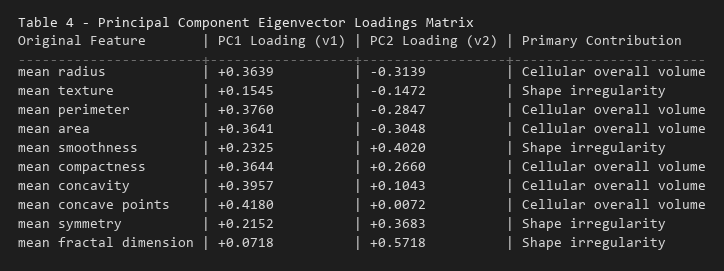 Table 4 - Principal Component Eigenvector Loadings Matrix
Original Feature | PC1 Loading (v1) | PC2 Loading (v2) | Primary Contribution
-----------------------+------------------+------------------+----------------------
mean radius | +0.3639 | -0.3139 | Cellular overall volume
mean texture | +0.1545 | -0.1472 | Shape irregularity
mean perimeter | +0.3760 | -0.2847 | Cellular overall volume
mean area | +0.3641 | -0.3048 | Cellular overall volume
mean smoothness | +0.2325 | +0.4020 | Shape irregularity
mean compactness | +0.3644 | +0.2660 | Cellular overall volume
mean concavity | +0.3957 | +0.1043 | Cellular overall volume
mean concave points | +0.4180 | +0.0072 | Cellular overall volume
mean symmetry | +0.2152 | +0.3683 | Shape irregularity
mean fractal dimension | +0.0718 | +0.5718 | Shape irregularity